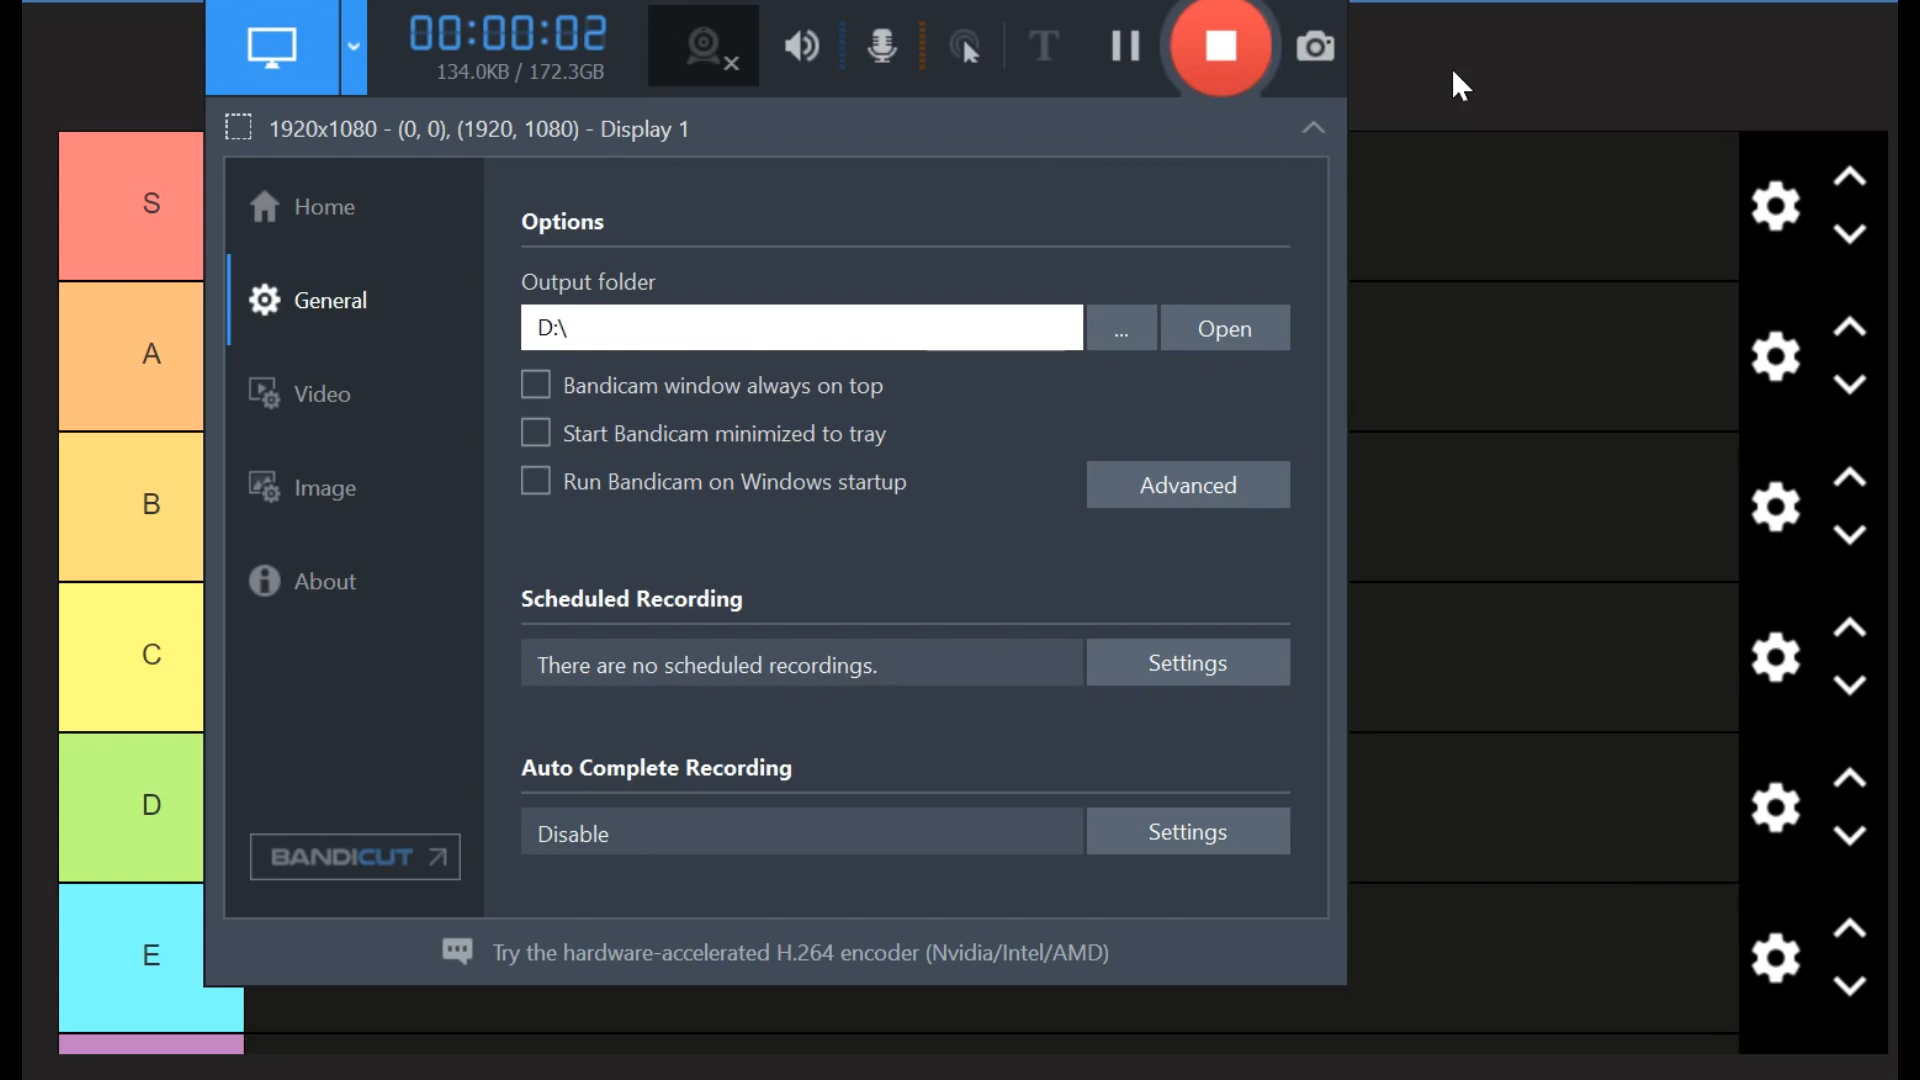 00:00:02
134.0KB / 172.3GB
T
1920x1080 - (0, 0), (1920, 1080) - Display 1
S
A
B
C
D
E
Home
General
Video
Image
About
BANDICUT
Options
Output folder
D:\
...
Open
Bandicam window always on top
Start Bandicam minimized to tray
Run Bandicam on Windows startup
Advanced
Scheduled Recording
There are no scheduled recordings.
Settings
Auto Complete Recording
Disable
Settings
Try the hardware-accelerated H.264 encoder (Nvidia/Intel/AMD)